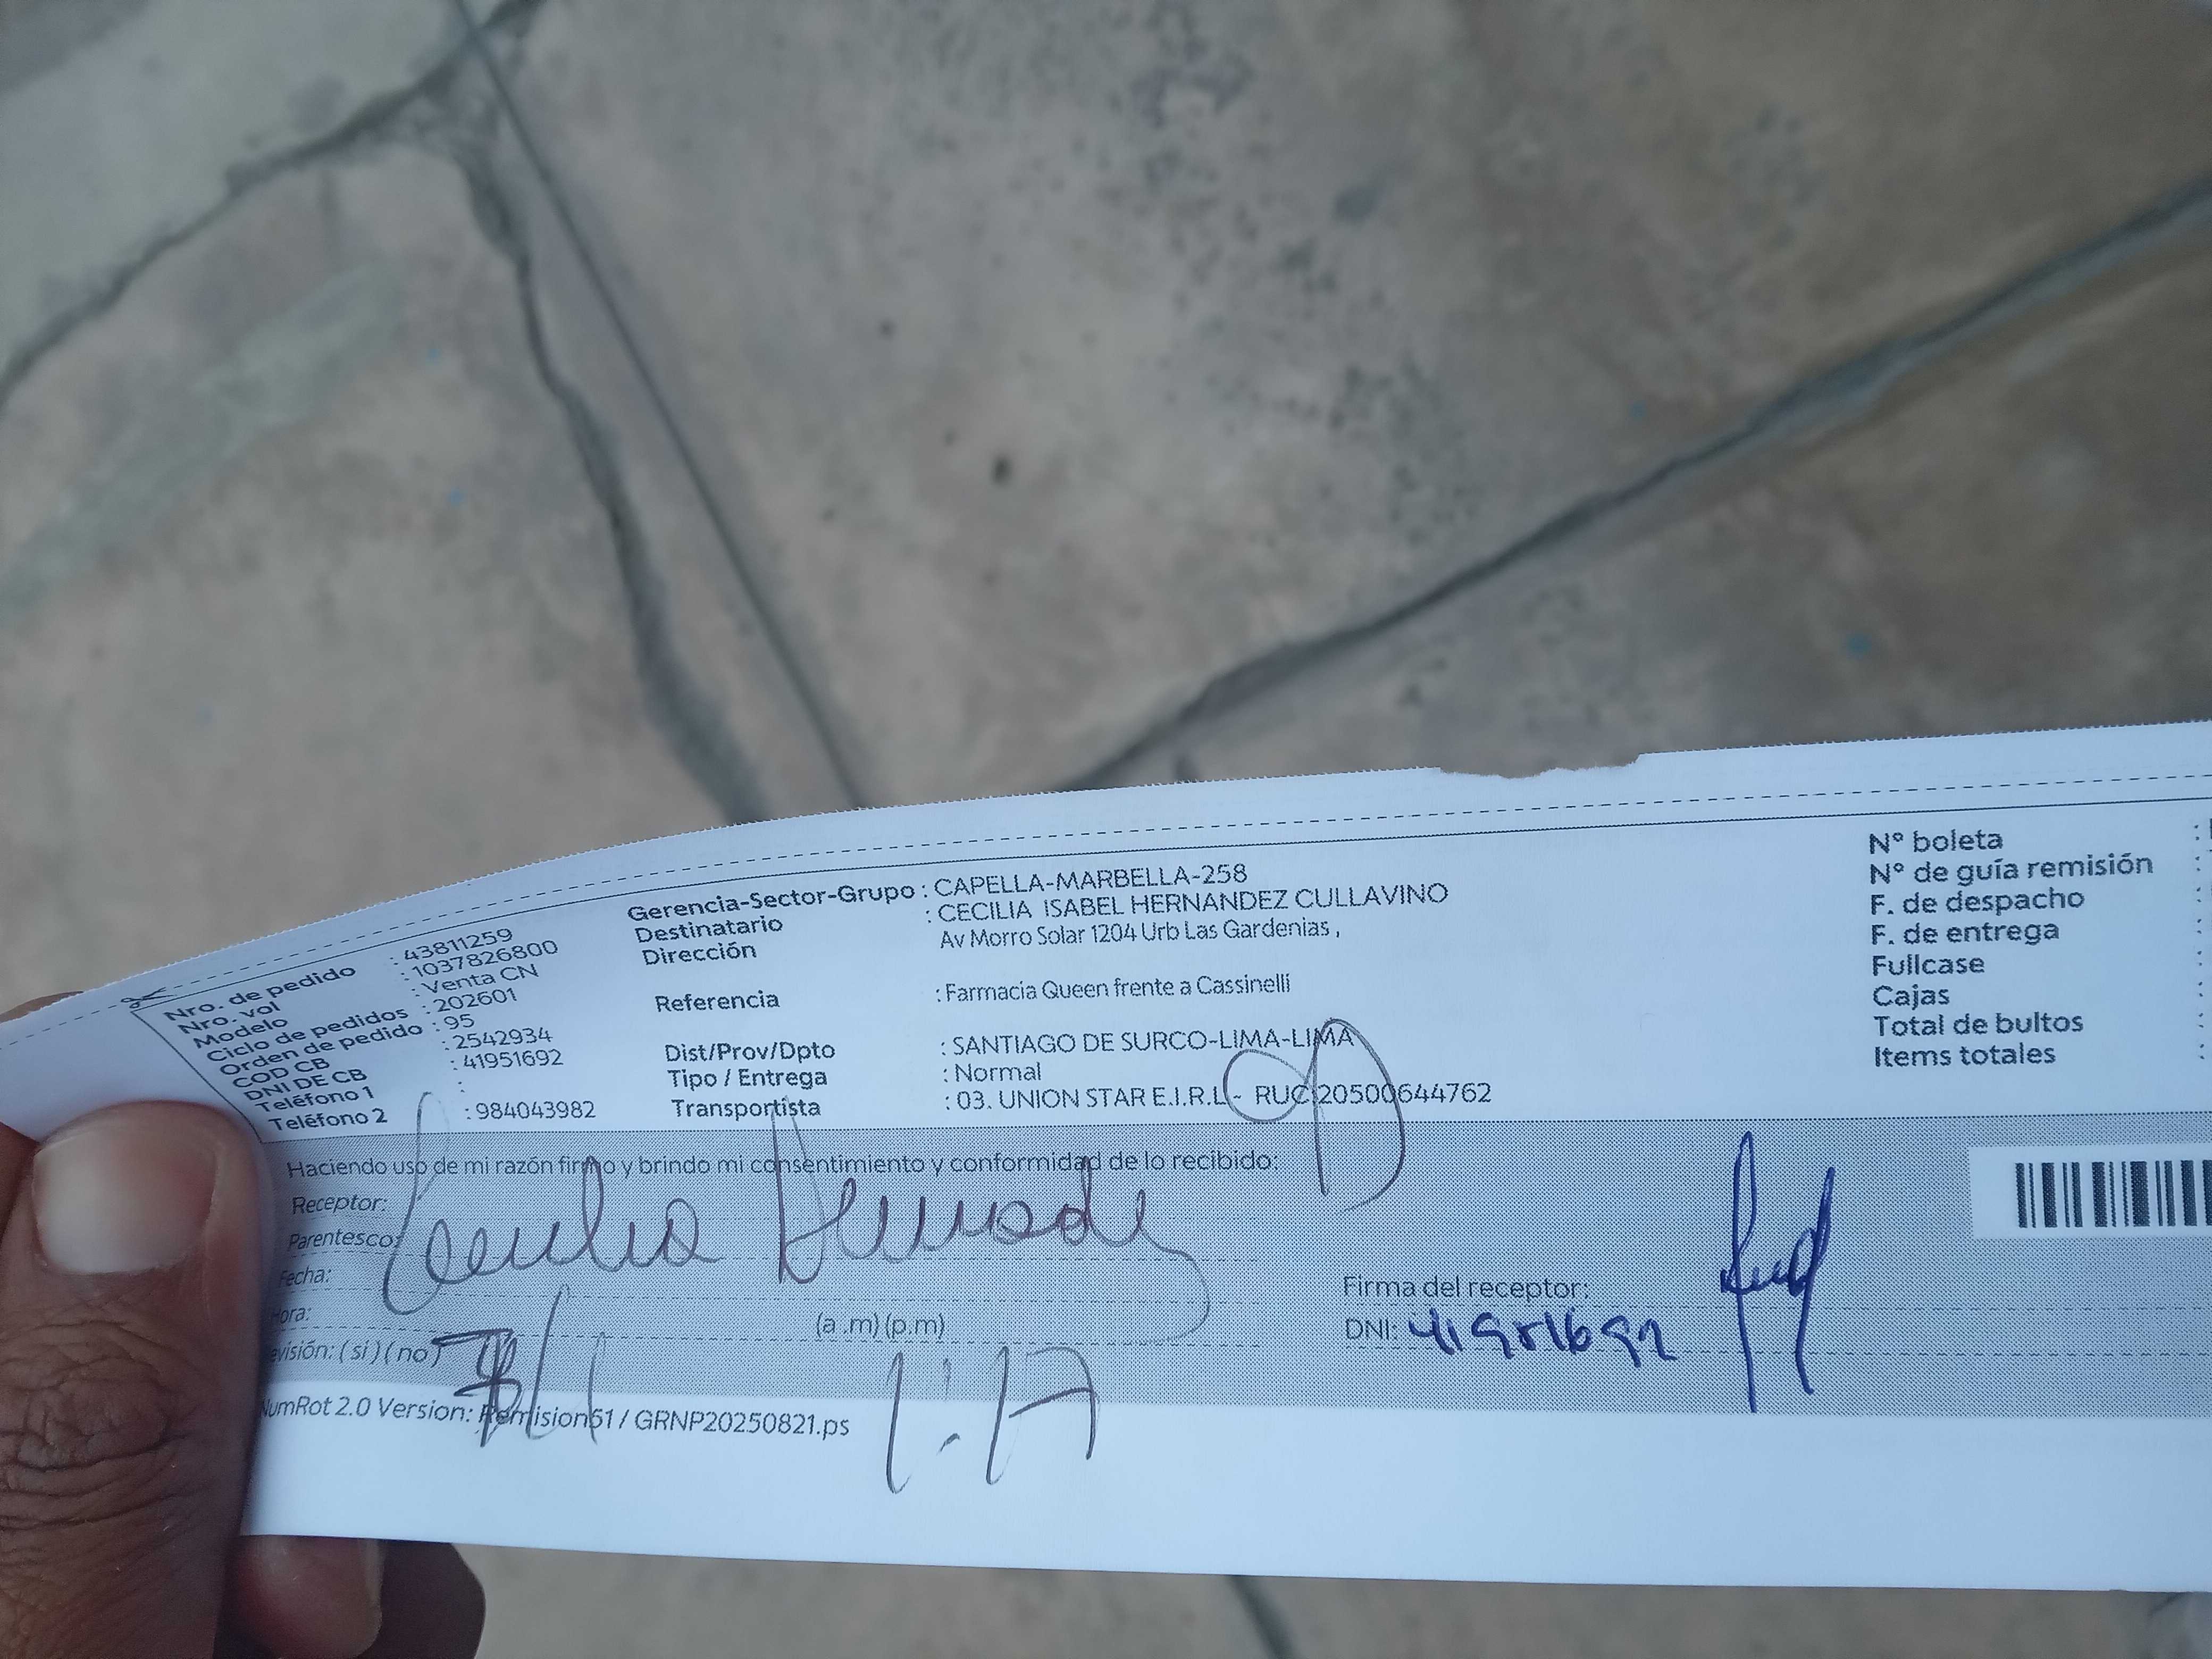 Nro. de pedido : 43811259
Nro. vol : 1037826800
Modelo : Venta CN
Ciclo de pedidos : 202601
Orden de pedido : 95
COD CB : 2542934
DNI DE CB : 41951692
Teléfono 1 :
Teléfono 2 : 984043982
Gerencia-Sector-Grupo : CAPELLA-MARBELLA-258
Destinatario : CECILIA ISABEL HERNANDEZ CULLAVINO
Dirección Av Morro Solar 1204 Urb Las Gardenias ,
Referencia : Farmacia Queen frente a Cassinelli
Dist/Prov/Dpto : SANTIAGO DE SURCO-LIMA-LIMA
Tipo / Entrega : Normal
Transportista : 03. UNION STAR E.I.R.L - RUC 20500644762
N° boleta :
N° de guía remisión :
F. de despacho :
F. de entrega :
Fullcase :
Cajas :
Total de bultos :
Items totales :
Haciendo uso de mi razón firmo y brindo mi consentimiento y conformidad de lo recibido:
Receptor:
Parentesco:
Cecilia
Fecha:
Hora: (a .m) (p.m)
evisión: ( si ) ( no )
Firma del receptor:
DNI: 41951692
NumRot 2.0 Version: Remision51 / GRNP20250821.ps